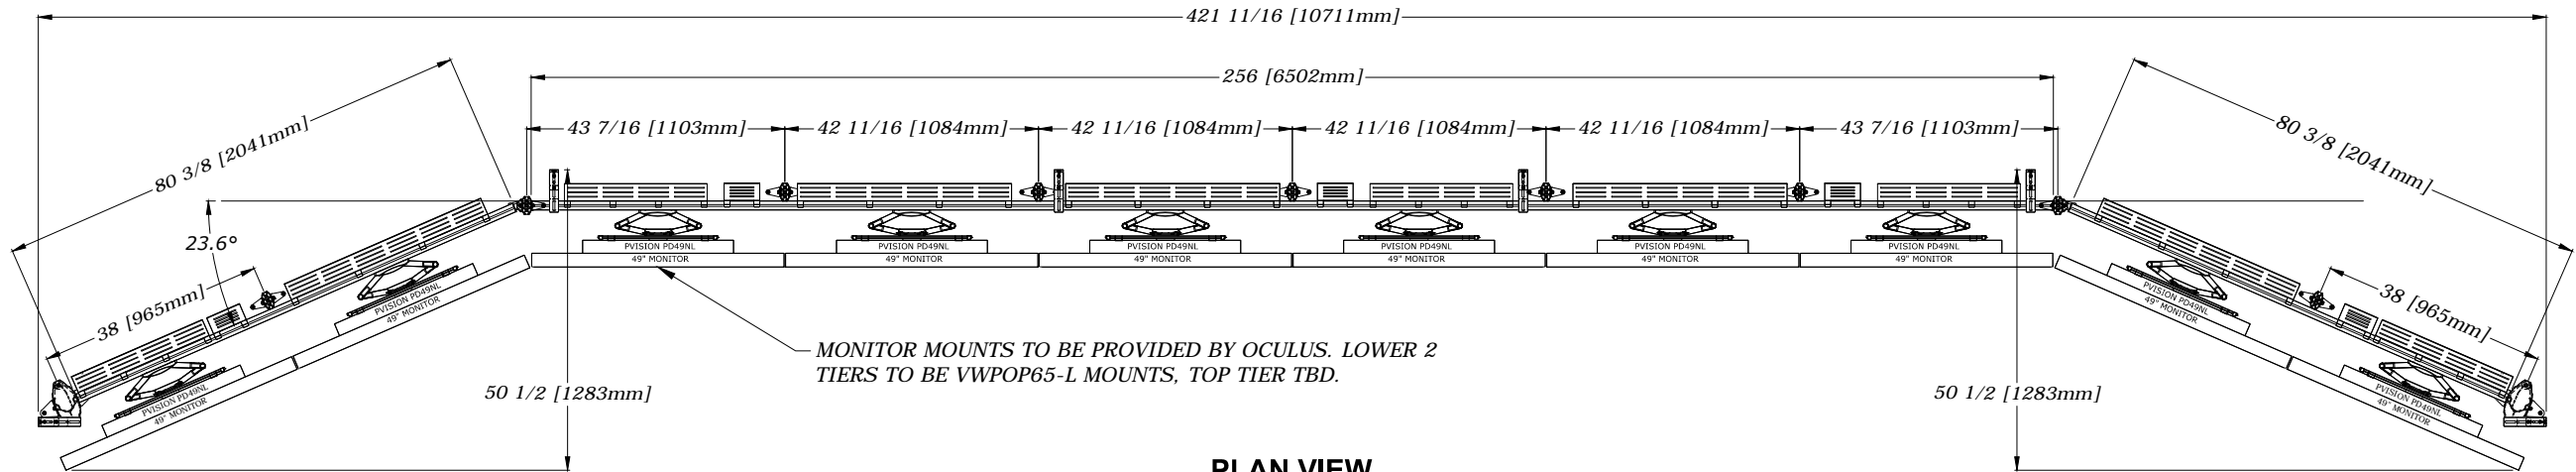 421 11/16 [10711mm]
256 [6502mm]
43 7/16 [1103mm]
42 11/16 [1084mm]
42 11/16 [1084mm]
42 11/16 [1084mm]
42 11/16 [1084mm]
43 7/16 [1103mm]
80 3/8 [2041mm]
80 3/8 [2041mm]
23.6°
38 [965mm]
38 [965mm]
PVISION PD49NL
49" MONITOR
PVISION PD49NL
49" MONITOR
PVISION PD49NL
49" MONITOR
PVISION PD49NL
49" MONITOR
PVISION PD49NL
49" MONITOR
PVISION PD49NL
49" MONITOR
PVISION PD49NL
49" MONITOR
PVISION PD49NL
49" MONITOR
PVISION PD49NL
49" MONITOR
PVISION PD49NL
49" MONITOR
MONITOR MOUNTS TO BE PROVIDED BY OCULUS. LOWER 2
TIERS TO BE VWPOP65-L MOUNTS, TOP TIER TBD.
50 1/2 [1283mm]
50 1/2 [1283mm]
PLAN VIEW